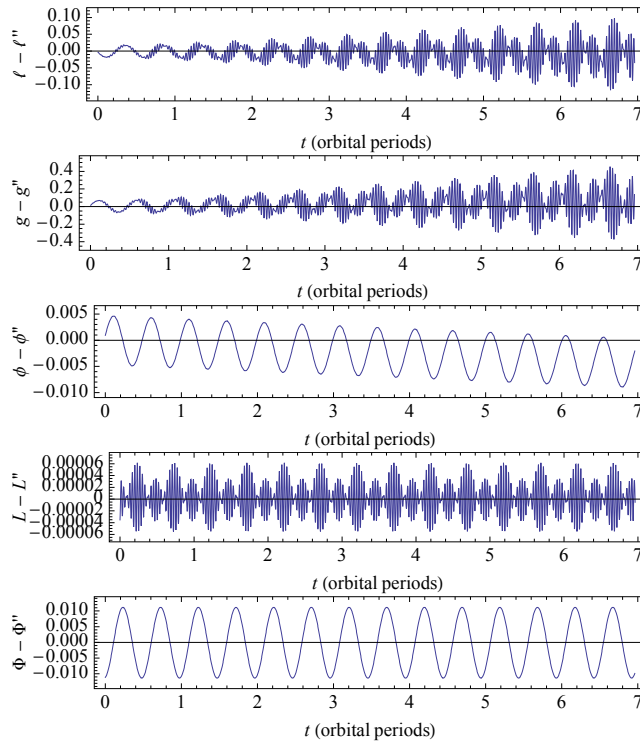 0.10
0.05
0.00
−0.05
−0.10
ℓ − ℓ″
0 1 2 3 4 5 6 7
t (orbital periods)
0.4
0.2
0.0
−0.2
−0.4
g − g″
0 1 2 3 4 5 6 7
t (orbital periods)
0.005
0.000
−0.005
−0.010
ϕ − ϕ″
0 1 2 3 4 5 6 7
t (orbital periods)
0.00006
0.00004
0.00002
0
−0.00002
−0.00004
−0.00006
L − L″
0 1 2 3 4 5 6 7
t (orbital periods)
0.010
0.005
0.000
−0.005
−0.010
Φ − Φ″
0 1 2 3 4 5 6 7
t (orbital periods)